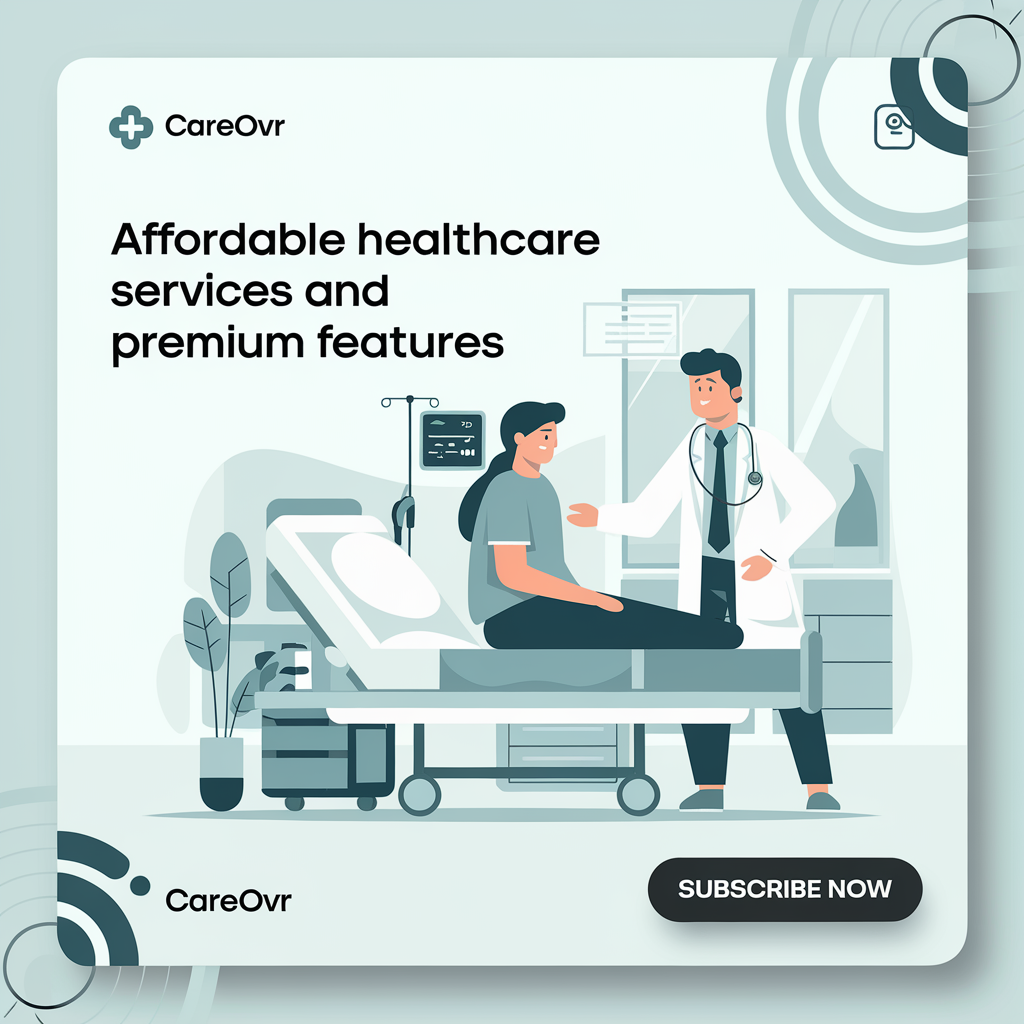 CareOvr
Affordable healthcare
services and
premium features
CareOvr
SUBSCRIBE NOW